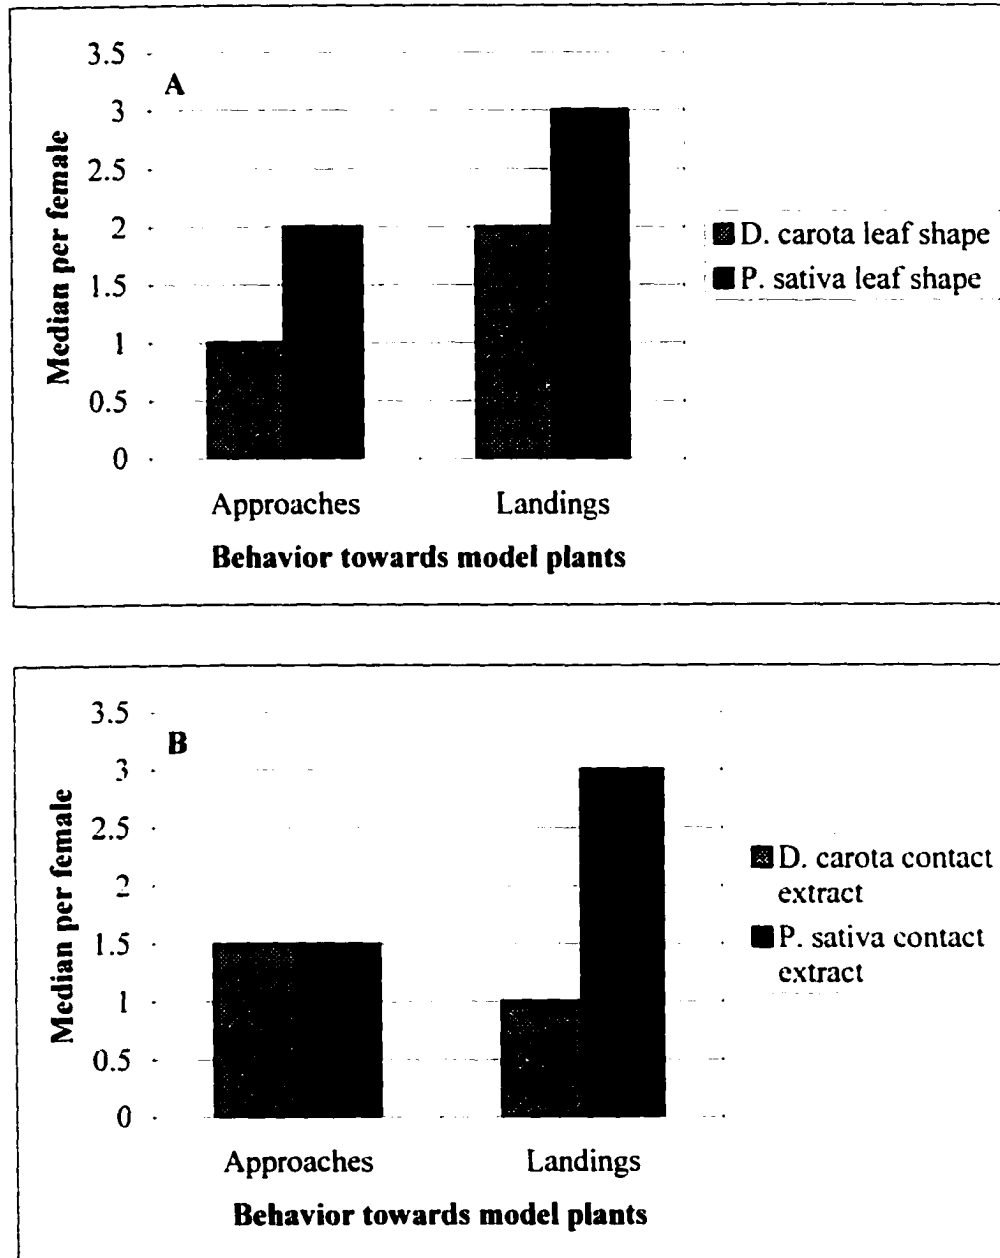 A
3.5
3
2.5
2
1.5
1
0.5
0
Median per female
Approaches
Landings
Behavior towards model plants
D. carota leaf shape
P. sativa leaf shape
B
3.5
3
2.5
2
1.5
1
0.5
0
Median per female
Approaches
Landings
Behavior towards model plants
D. carota contact
extract
P. sativa contact
extract